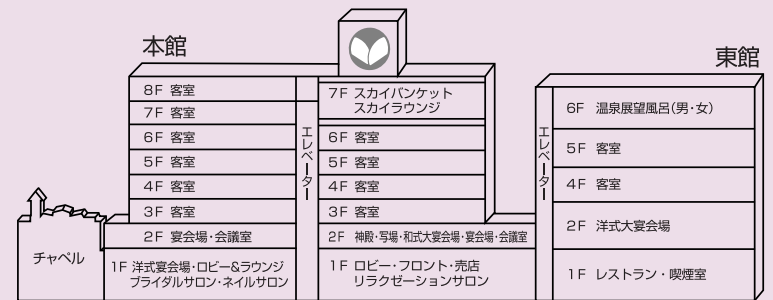 本館
8F 客室
7F 客室
6F 客室
5F 客室
4F 客室
3F 客室
2F 宴会場・会議室
1F 洋式宴会場・ロビー&ラウンジ
ブライダルサロン・ネイルサロン
チャペル
エレベーター
7F スカイバンケット
スカイラウンジ
6F 客室
5F 客室
4F 客室
3F 客室
2F 神殿・写場・和式大宴会場・宴会場・会議室
1F ロビー・フロント・売店
リラクゼーションサロン
東館
エレベーター
6F 温泉展望風呂(男・女)
5F 客室
4F 客室
2F 洋式大宴会場
1F レストラン・喫煙室